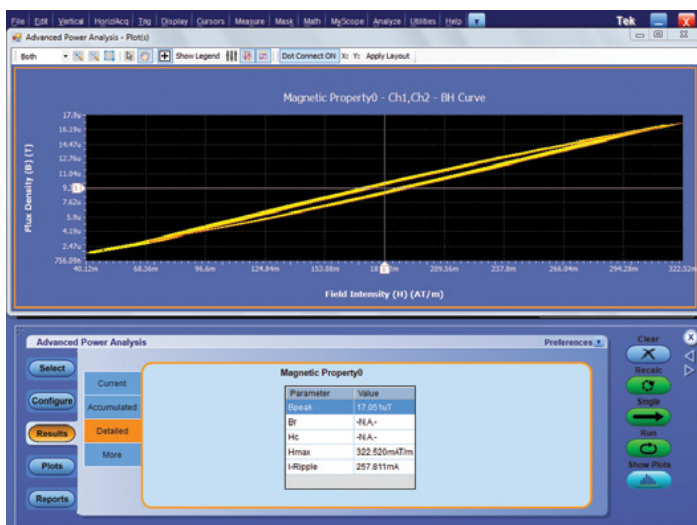 File Edit Vertical Horiz/Acq Trig Display Cursors Measure Mask Math MyScope Analyze Utilities Help Tek
Advanced Power Analysis - Plot(s)
Both Show Legend Dot Connect ON X: Y: Apply Layout
Magnetic Property0 - Ch1,Ch2 - BH Curve
Flux Density (B) (T)
17.9u
16.19u
14.47u
12.76u
11.04u
7.62u
5.9u
4.19u
2.47u
756.09n
40.12m 68.36m 96.6m 124.84m 153.08m 209.56m 237.8m 266.04m 294.28m 322.52m
Field Intensity (H) (AT/m)
Advanced Power Analysis Preferences
Select
Configure
Results
Plots
Reports
Current
Accumulated
Detailed
More
Magnetic Property0
Parameter Value
Bpeak 17.051uT
Br -N.A.-
Hc -N.A.-
Hmax 322.520mAT/m
I-Ripple 257.811mA
Clear
Recalc
Single
Run
Show Plots